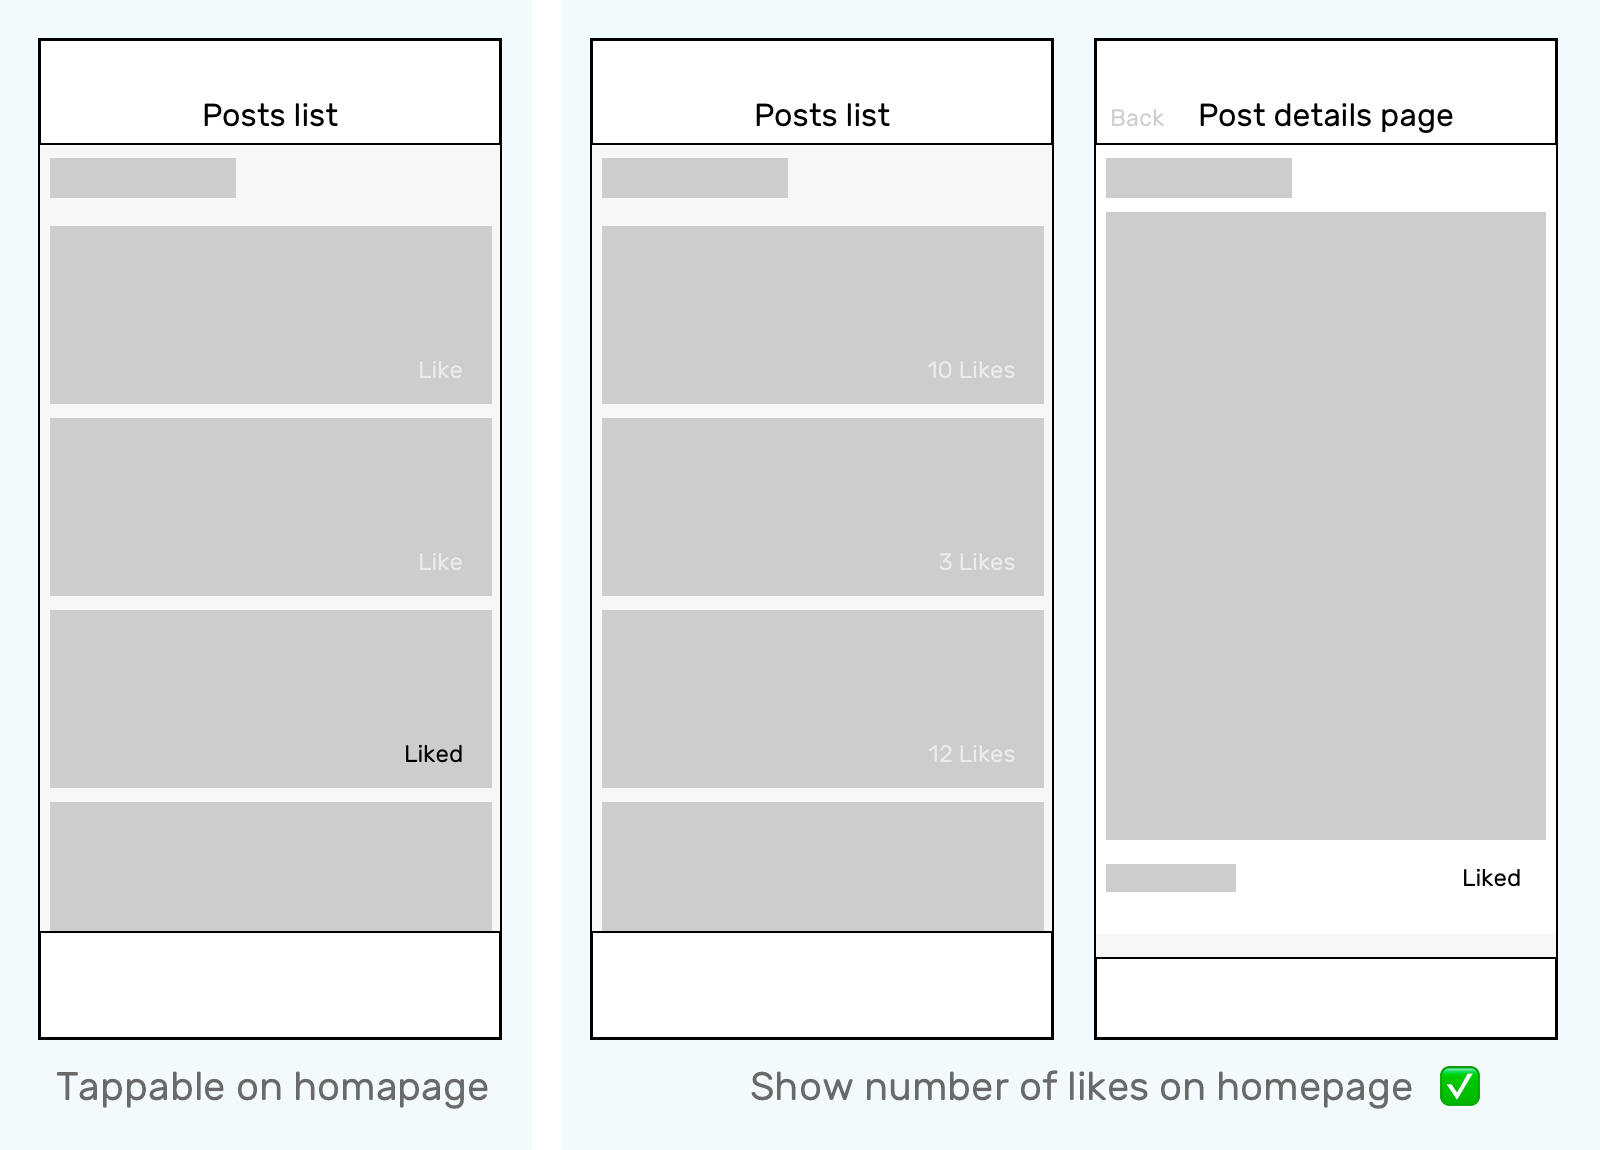 Posts list
Like
Like
Liked
Tappable on homapage
Posts list
10 Likes
3 Likes
12 Likes
Back
Post details page
Liked
Show number of likes on homepage ✅